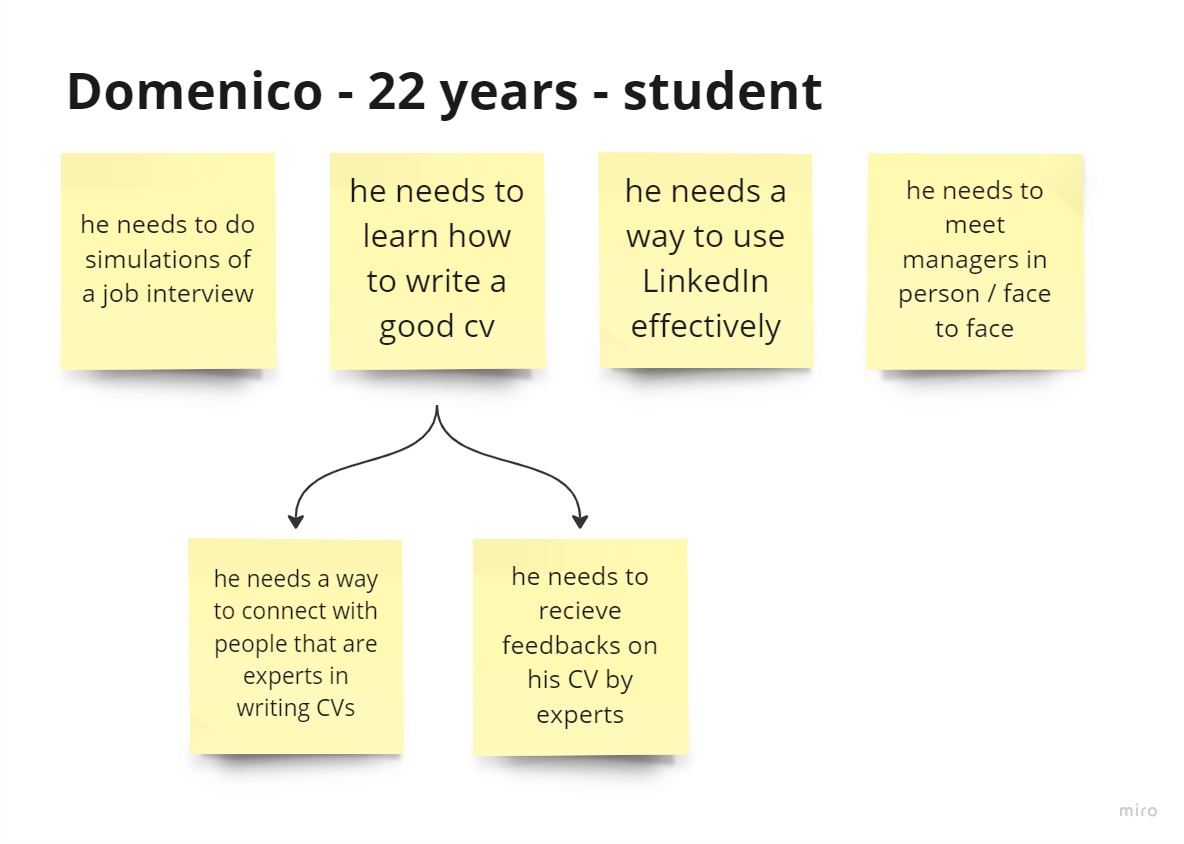 Domenico - 22 years - student
he needs to do
simulations of
a job interview
he needs to
learn how
to write a
good cv
he needs a
way to use
LinkedIn
effectively
he needs to
meet
managers in
person / face
to face
he needs a way
to connect with
people that are
experts in
writing CVs
he needs to
recieve
feedbacks on
his CV by
experts
miro